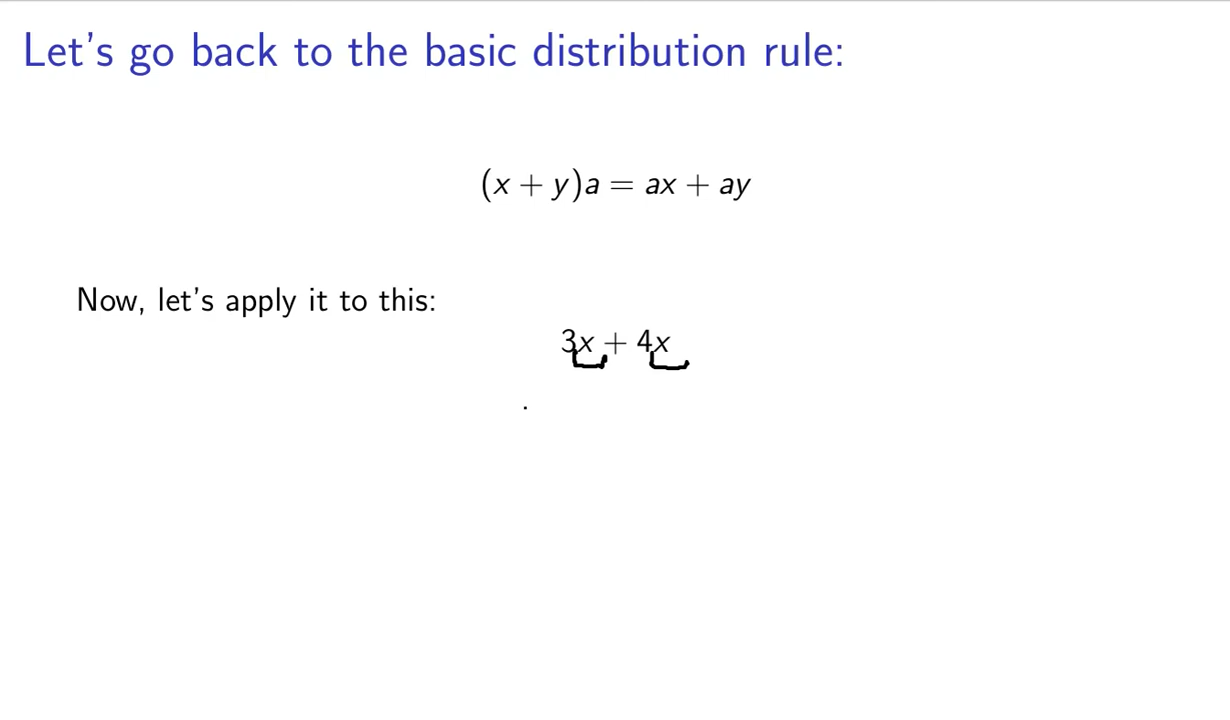 Let's go back to the basic distribution rule:
(x + y)a = ax + ay
Now, let's apply it to this:
3x + 4x